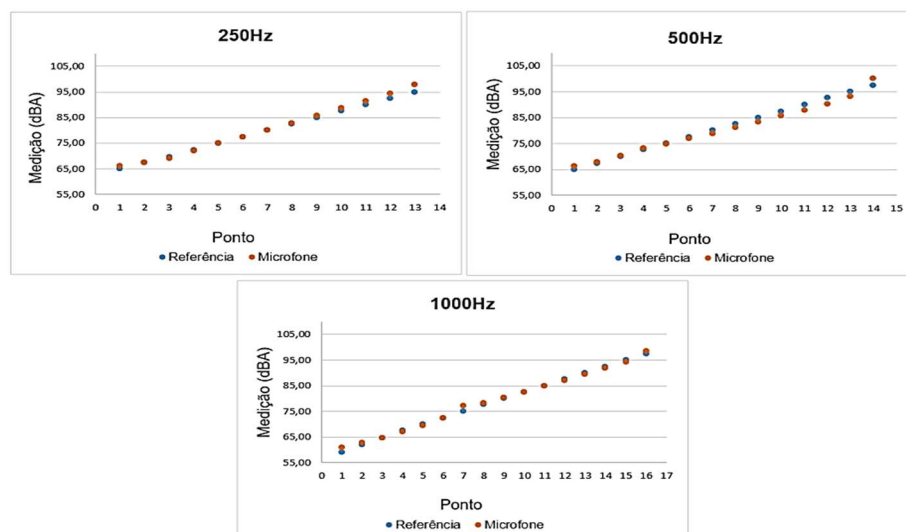 250Hz
Medição (dBA)
105,00
95,00
85,00
75,00
65,00
55,00
0 1 2 3 4 5 6 7 8 9 10 11 12 13 14
Ponto
Referência Microfone
500Hz
Medição (dBA)
105,00
95,00
85,00
75,00
65,00
55,00
0 1 2 3 4 5 6 7 8 9 10 11 12 13 14 15
Ponto
Referência Microfone
1000Hz
Medição (dBA)
105,00
95,00
85,00
75,00
65,00
55,00
0 1 2 3 4 5 6 7 8 9 10 11 12 13 14 15 16 17
Ponto
Referência Microfone